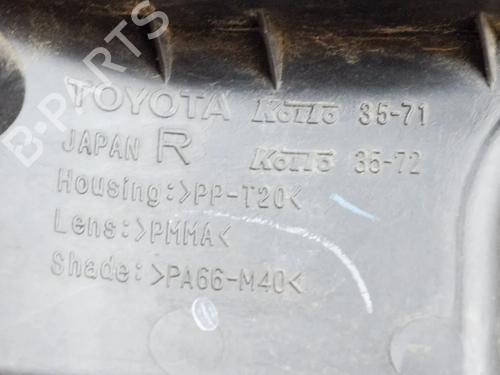 TOYOTA KOITO 35-71
JAPAN R KOITO 35-72
Housing:>PP-T20<
Lens:>PMMA<
Shade:>PA66-M40<
B-PARTS